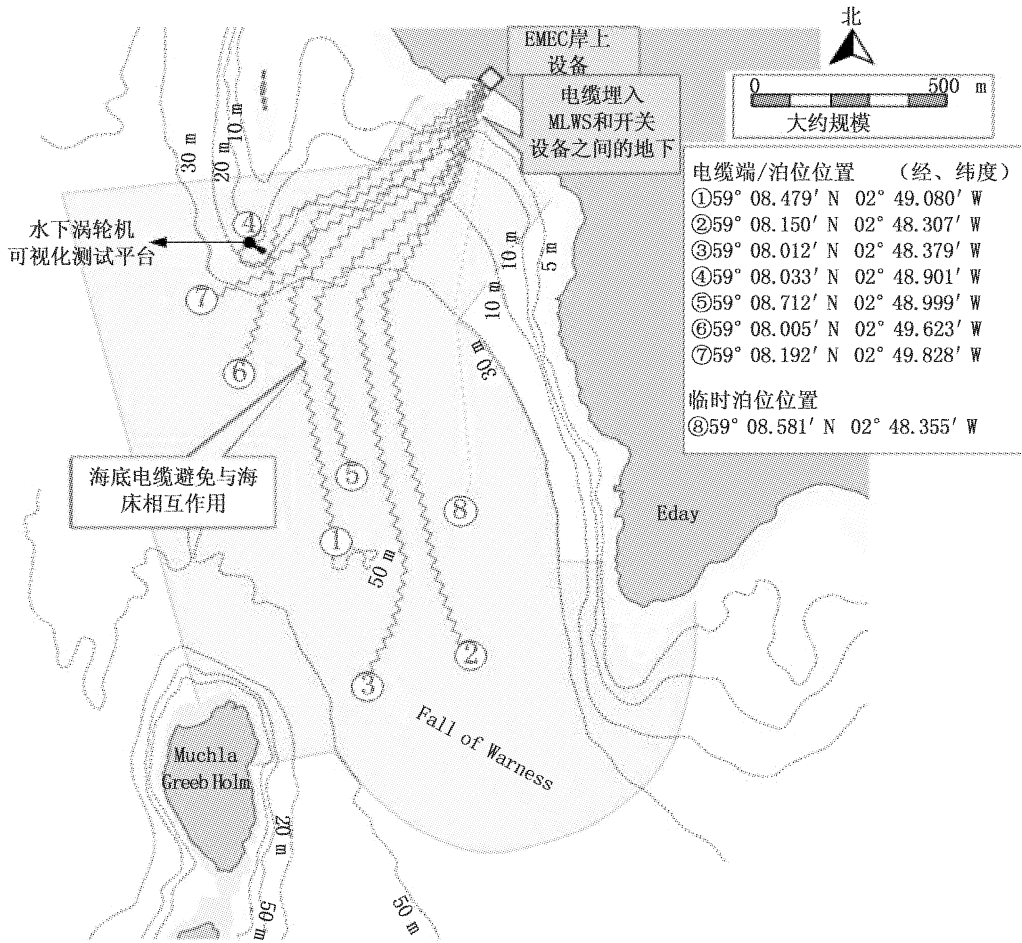 北
EMEC岸上
设备
电缆埋入
MLWS和开关
设备之间的地下
0 500 m
大约规模
电缆端/泊位位置 （经、纬度）
①59° 08.479′ N 02° 49.080′ W
②59° 08.150′ N 02° 48.307′ W
③59° 08.012′ N 02° 48.379′ W
④59° 08.033′ N 02° 48.901′ W
⑤59° 08.712′ N 02° 48.999′ W
⑥59° 08.005′ N 02° 49.623′ W
⑦59° 08.192′ N 02° 49.828′ W
临时泊位位置
⑧59° 08.581′ N 02° 48.355′ W
30 m
20 m
10 m
④
水下涡轮机
可视化测试平台
⑦
⑥
10 m
5 m
10 m
30 m
海底电缆避免与海
床相互作用
⑤
⑧
①
50 m
Eday
②
③
Fall of Warness
Muchla
Greeb Holm
20 m
50 m
50 m